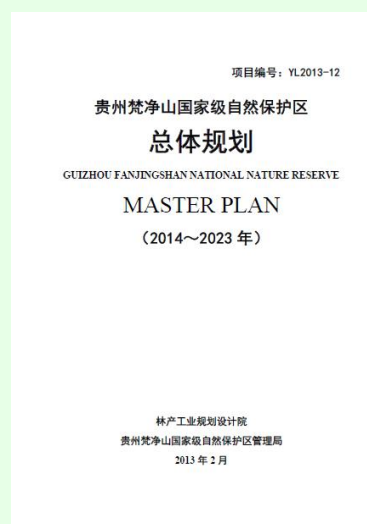 项目编号：YL2013-12
贵州梵净山国家级自然保护区
总体规划
GUIZHOU FANJINGSHAN NATIONAL NATURE RESERVE
MASTER PLAN
（2014～2023 年）
林产工业规划设计院
贵州梵净山国家级自然保护区管理局
2013 年 2 月